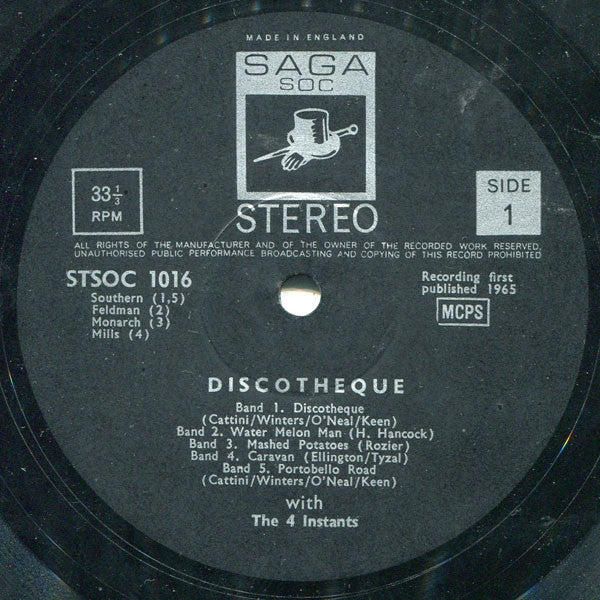 MADE IN ENGLAND
SAGA
SOC
STEREO
33 1/3
RPM
SIDE
1
ALL RIGHTS OF THE MANUFACTURER AND OF THE OWNER OF THE RECORDED WORK RESERVED,
UNAUTHORISED PUBLIC PERFORMANCE BROADCASTING AND COPYING OF THIS RECORD PROHIBITED
STSOC 1016
Southern (1,5)
Feldman (2)
Monarch (3)
Mills (4)
Recording first
published 1965
MCPS
DISCOTHEQUE
Band 1. Discotheque
(Cattini/Winters/O'Neal/Keen)
Band 2. Water Melon Man (H. Hancock)
Band 3. Mashed Potatoes (Rozier)
Band 4. Caravan (Ellington/Tyzal)
Band 5. Portobello Road
(Cattini/Winters/O'Neal/Keen)
with
The 4 Instants